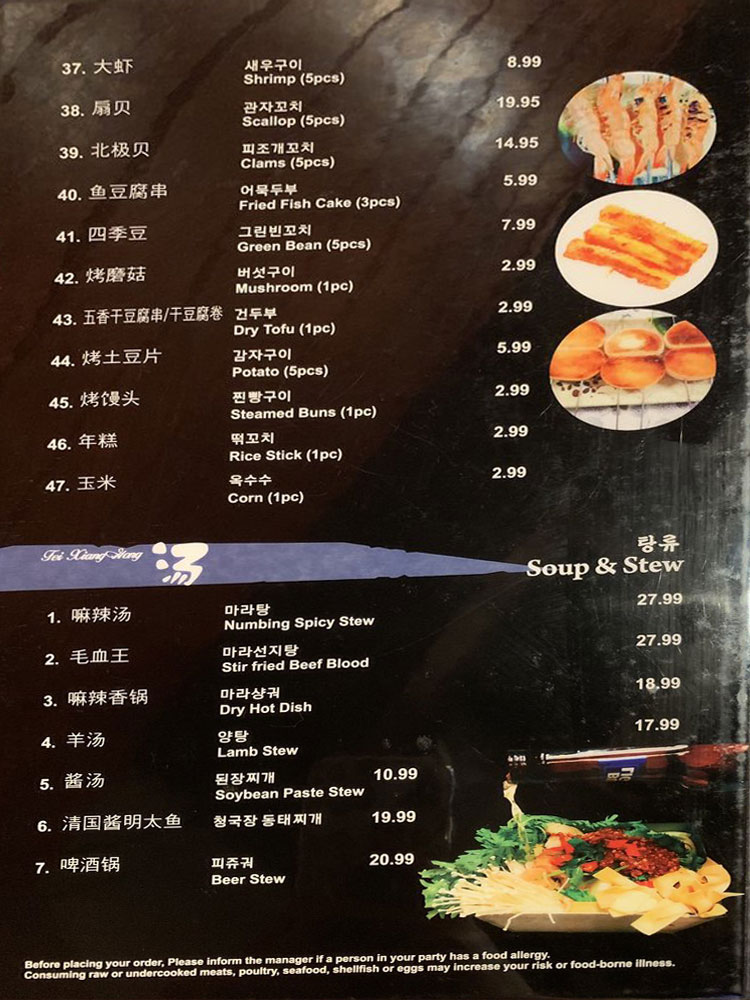 37. 大虾 새우구이 8.99
Shrimp (5pcs)
38. 扇贝 관자꼬치 19.95
Scallop (5pcs)
39. 北极贝 피조개꼬치 14.95
Clams (5pcs)
40. 鱼豆腐串 어묵두부 5.99
Fried Fish Cake (3pcs)
41. 四季豆 그린빈꼬치 7.99
Green Bean (5pcs)
42. 烤磨菇 버섯구이 2.99
Mushroom (1pc)
43. 五香干豆腐串/干豆腐卷 건두부 2.99
Dry Tofu (1pc)
44. 烤土豆片 감자구이 5.99
Potato (5pcs)
45. 烤馒头 찐빵구이 2.99
Steamed Buns (1pc)
46. 年糕 떡꼬치 2.99
Rice Stick (1pc)
47. 玉米 옥수수 2.99
Corn (1pc)
汤 탕류
Soup & Stew
1. 嘛辣汤 마라탕 27.99
Numbing Spicy Stew
2. 毛血王 마라선지탕 27.99
Stir fried Beef Blood
3. 嘛辣香锅 마라샹궈 18.99
Dry Hot Dish
4. 羊汤 양탕 17.99
Lamb Stew
5. 酱汤 된장찌개 10.99
Soybean Paste Stew
6. 清国酱明太鱼 청국장 동태찌개 19.99
7. 啤酒锅 피쥬궈 20.99
Beer Stew
Before placing your order, Please inform the manager if a person in your party has a food allergy.
Consuming raw or undercooked meats, poultry, seafood, shellfish or eggs may increase your risk or food-borne illness.